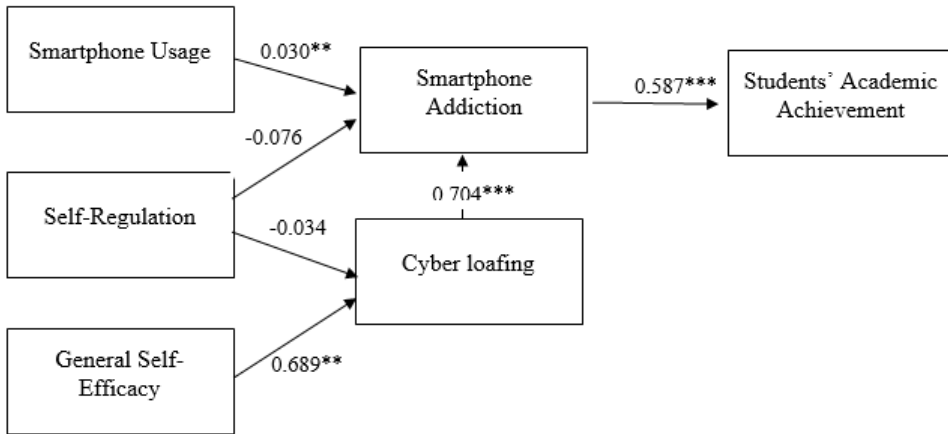 Smartphone Usage
0.030**
Smartphone
Addiction
0.587***
Students' Academic
Achievement
-0.076
Self-Regulation
0.704***
-0.034
Cyber loafing
General Self-
Efficacy
0.689**